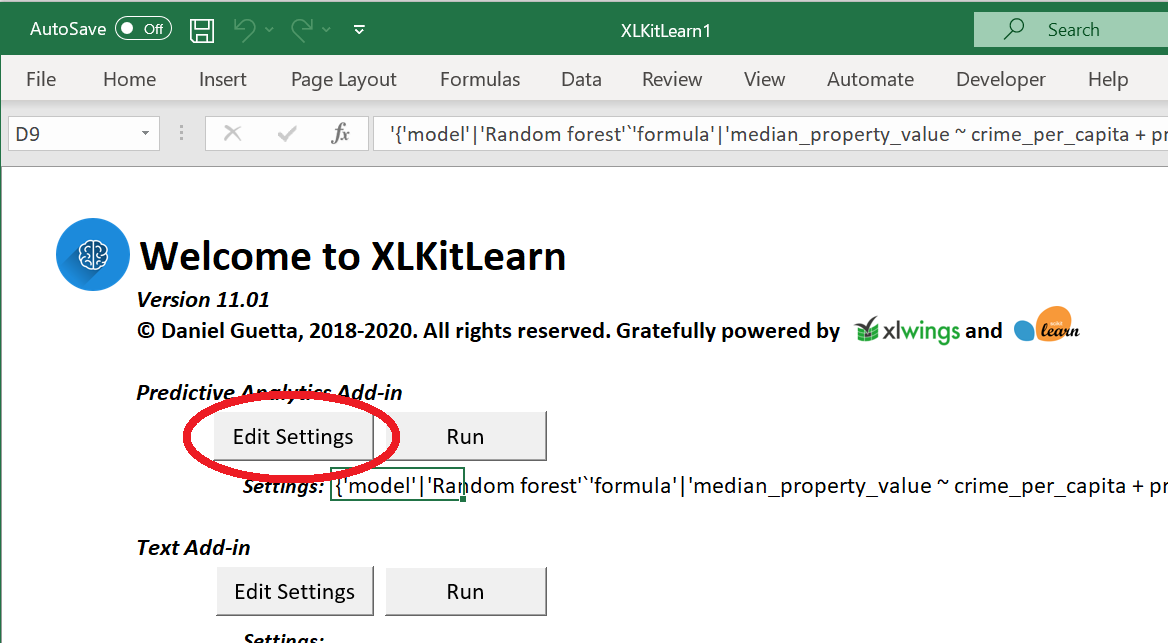 AutoSave Off XLKitLearn1 Search
File Home Insert Page Layout Formulas Data Review View Automate Developer Help
D9 fx '{'model'|'Random forest'`'formula'|'median_property_value ~ crime_per_capita + pr
Welcome to XLKitLearn
Version 11.01
© Daniel Guetta, 2018-2020. All rights reserved. Gratefully powered by xlwings and learn
Predictive Analytics Add-in
Edit Settings Run
Settings: {'model'|'Random forest'`'formula'|'median_property_value ~ crime_per_capita + pr
Text Add-in
Edit Settings Run
Settings: